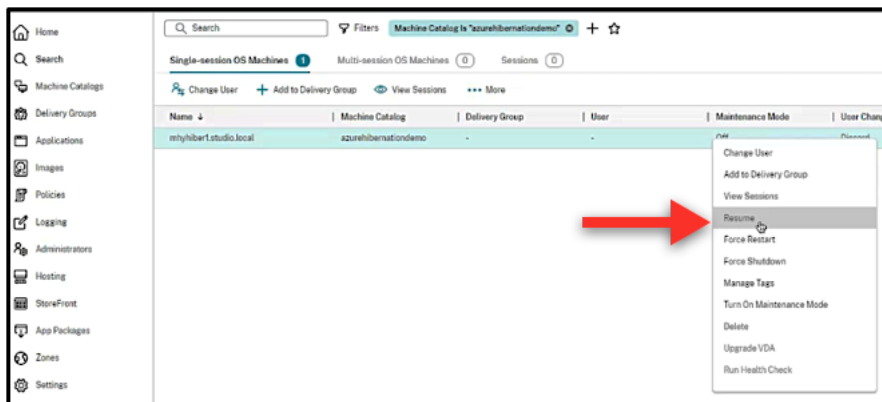 Home
Search
Machine Catalogs
Delivery Groups
Applications
Images
Policies
Logging
Administrators
Hosting
StoreFront
App Packages
Zones
Settings
Search Filters Machine Catalog Is "azurehibernationdemo"
Single-session OS Machines 1 Multi-session OS Machines 0 Sessions 0
Change User Add to Delivery Group View Sessions More
Name Machine Catalog Delivery Group User Maintenance Mode User Chang
mhyhiber1.studio.local azurehibernationdemo - - Off Discard
Change User
Add to Delivery Group
View Sessions
Resume
Force Restart
Force Shutdown
Manage Tags
Turn On Maintenance Mode
Delete
Upgrade VDA
Run Health Check